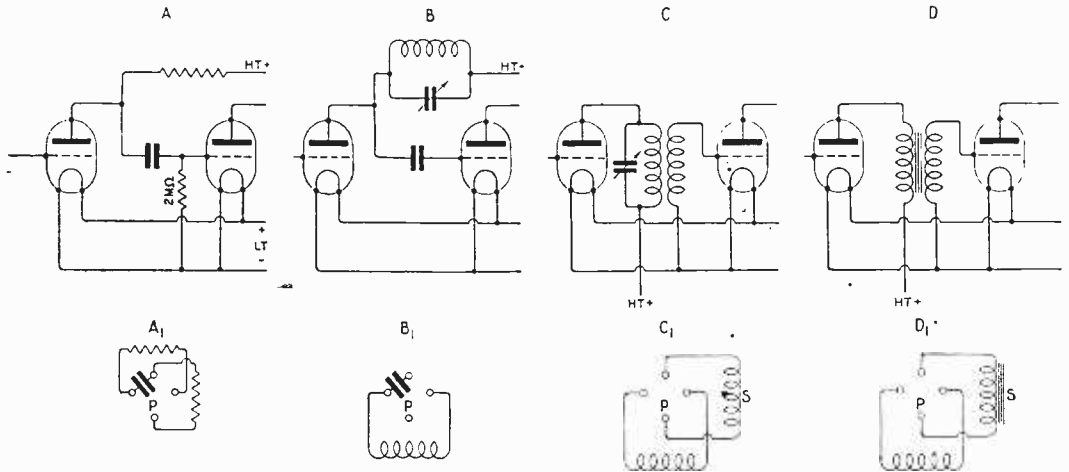 A B C D
HT+
HT+
2MΩ
+
LT
-
HT+
HT+
A₁ B₁ C₁ D₁
P
P
P S
P S